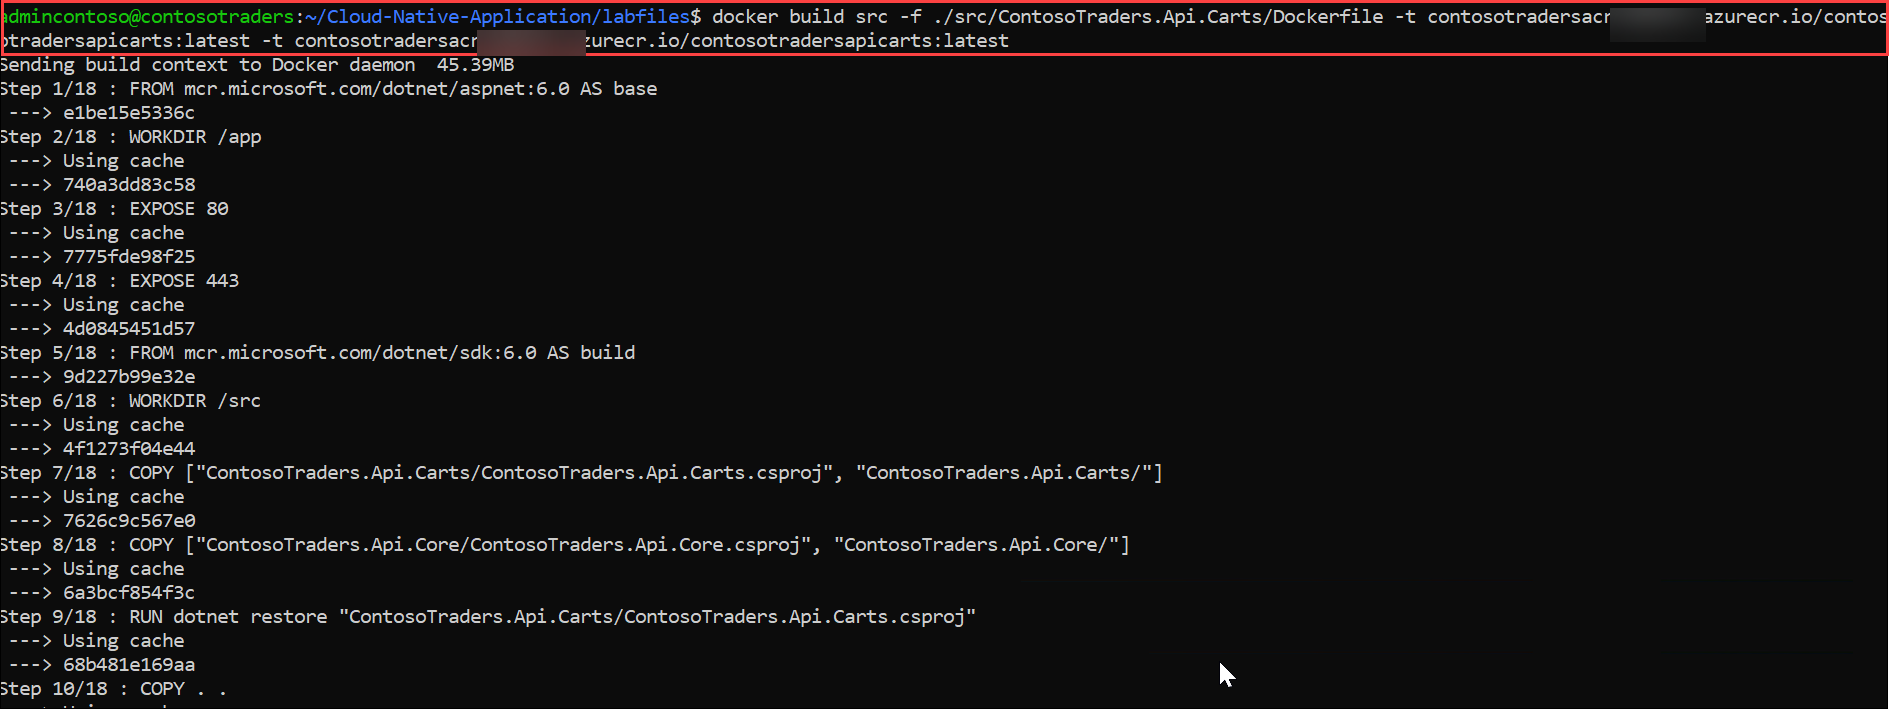 admincontoso@contosotraders:~/Cloud-Native-Application/labfiles$ docker build src -f ./src/ContosoTraders.Api.Carts/Dockerfile -t contosotradersacr azurecr.io/contos
otradersapicarts:latest -t contosotradersacr zurecr.io/contosotradersapicarts:latest
Sending build context to Docker daemon  45.39MB
Step 1/18 : FROM mcr.microsoft.com/dotnet/aspnet:6.0 AS base
 ---> e1be15e5336c
Step 2/18 : WORKDIR /app
 ---> Using cache
 ---> 740a3dd83c58
Step 3/18 : EXPOSE 80
 ---> Using cache
 ---> 7775fde98f25
Step 4/18 : EXPOSE 443
 ---> Using cache
 ---> 4d0845451d57
Step 5/18 : FROM mcr.microsoft.com/dotnet/sdk:6.0 AS build
 ---> 9d227b99e32e
Step 6/18 : WORKDIR /src
 ---> Using cache
 ---> 4f1273f04e44
Step 7/18 : COPY ["ContosoTraders.Api.Carts/ContosoTraders.Api.Carts.csproj", "ContosoTraders.Api.Carts/"]
 ---> Using cache
 ---> 7626c9c567e0
Step 8/18 : COPY ["ContosoTraders.Api.Core/ContosoTraders.Api.Core.csproj", "ContosoTraders.Api.Core/"]
 ---> Using cache
 ---> 6a3bcf854f3c
Step 9/18 : RUN dotnet restore "ContosoTraders.Api.Carts/ContosoTraders.Api.Carts.csproj"
 ---> Using cache
 ---> 68b481e169aa
Step 10/18 : COPY . .